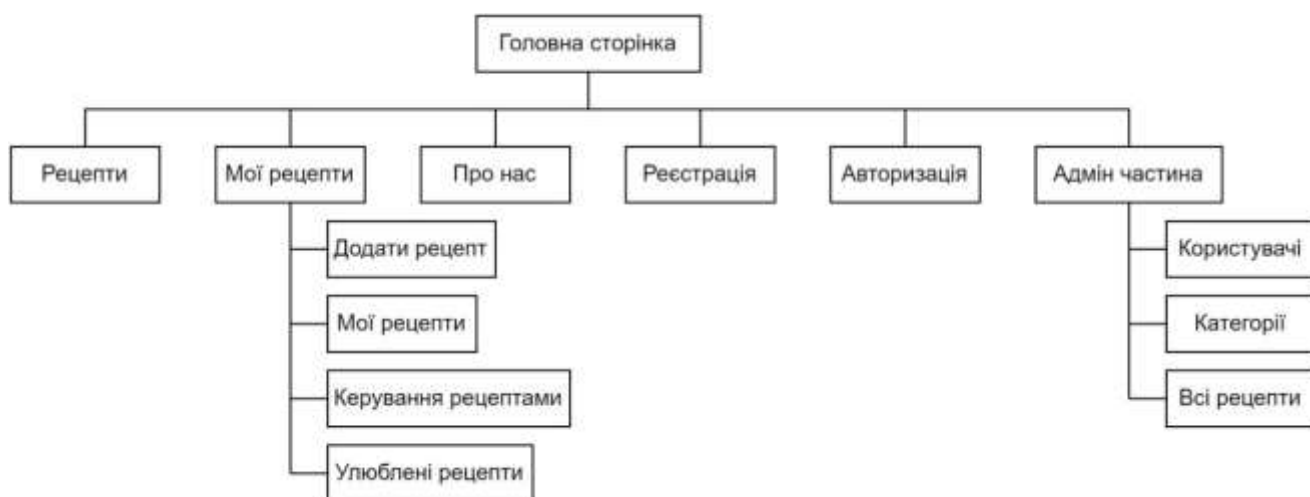 Головна сторінка
Рецепти
Мої рецепти
Про нас
Реєстрація
Авторизація
Адмін частина
Додати рецепт
Мої рецепти
Керування рецептами
Улюблені рецепти
Користувачі
Категорії
Всі рецепти